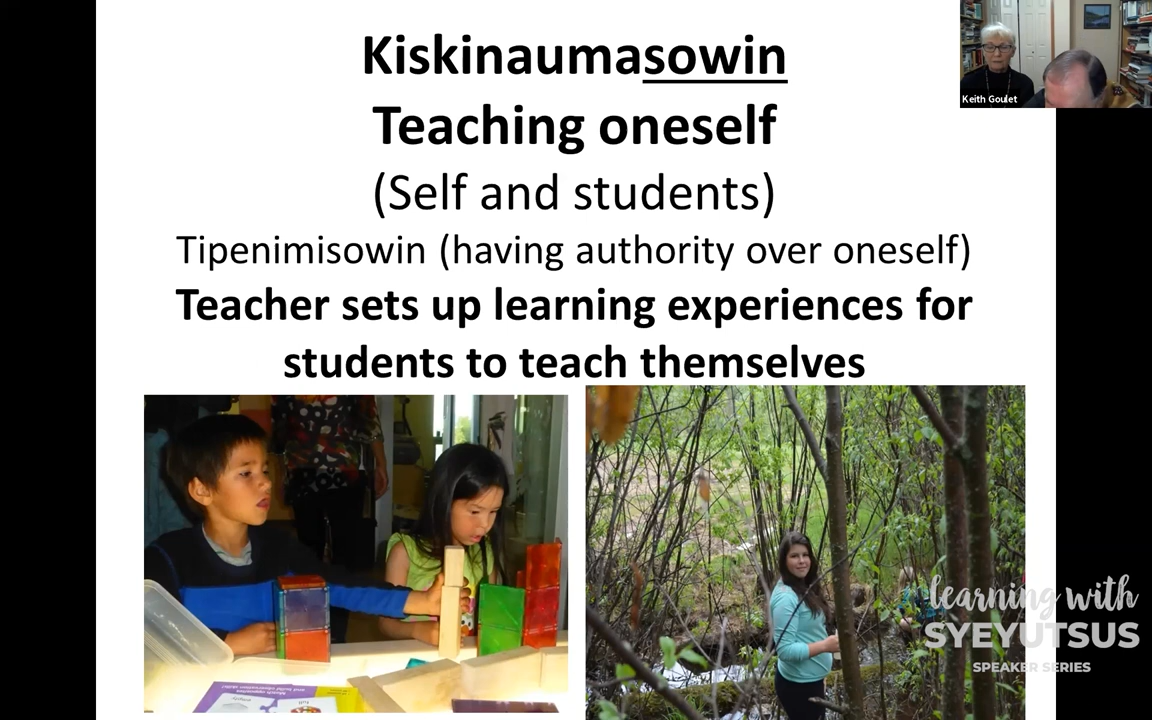 Kiskinaumasowin
Teaching oneself
(Self and students)
Tipenimisowin (having authority over oneself)
Teacher sets up learning experiences for
students to teach themselves
Keith Goulet
learning with
SYEYUTSUS
SPEAKER SERIES